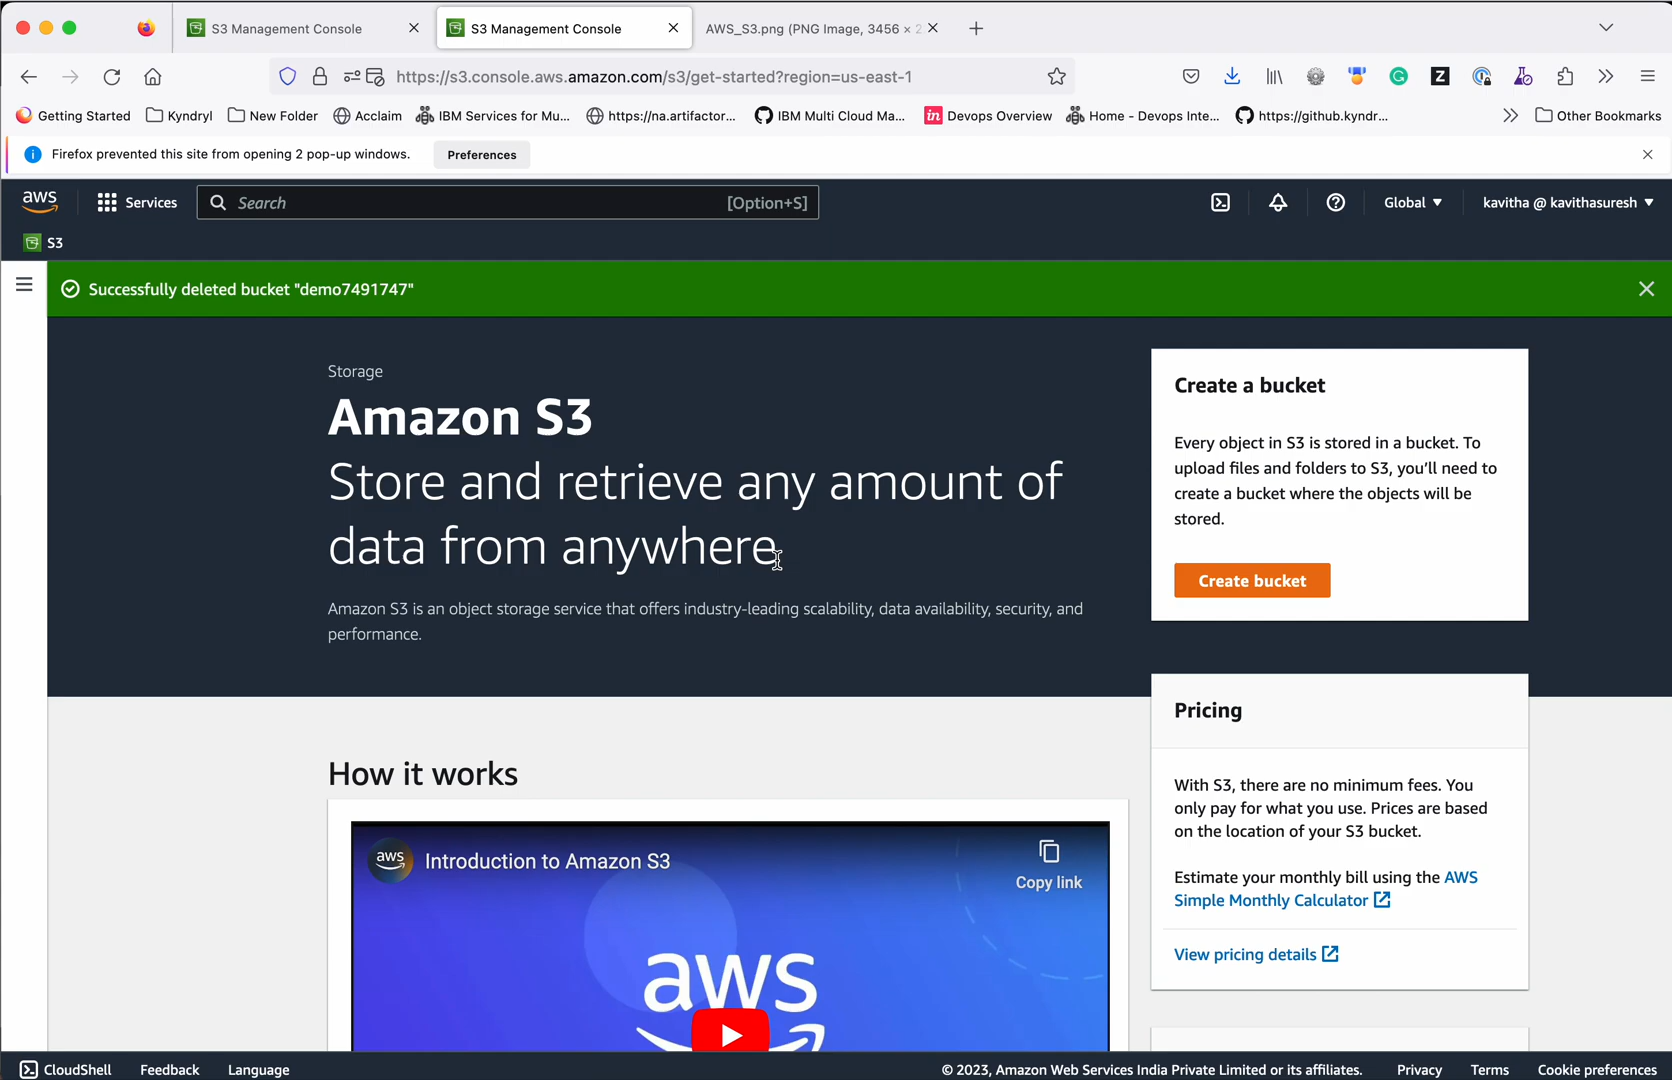 S3 Management Console
S3 Management Console
AWS_S3.png (PNG Image, 3456 × 2
https://s3.console.aws.amazon.com/s3/get-started?region=us-east-1
Getting Started
Kyndryl
New Folder
Acclaim
IBM Services for Mu...
https://na.artifactor...
IBM Multi Cloud Ma...
in
Devops Overview
Home - Devops Inte...
https://github.kyndr...
Other Bookmarks
Firefox prevented this site from opening 2 pop-up windows.
Preferences
aws
Services
Search
[Option+S]
Global
kavitha @ kavithasuresh
S3
Successfully deleted bucket "demo7491747"
Storage
Amazon S3
Store and retrieve any amount of
data from anywhere
Amazon S3 is an object storage service that offers industry-leading scalability, data availability, security, and
performance.
Create a bucket
Every object in S3 is stored in a bucket. To
upload files and folders to S3, you'll need to
create a bucket where the objects will be
stored.
Create bucket
Pricing
With S3, there are no minimum fees. You
only pay for what you use. Prices are based
on the location of your S3 bucket.
Estimate your monthly bill using the AWS
Simple Monthly Calculator
View pricing details
How it works
aws
Introduction to Amazon S3
Copy link
aws
CloudShell
Feedback
Language
© 2023, Amazon Web Services India Private Limited or its affiliates.
Privacy
Terms
Cookie preferences